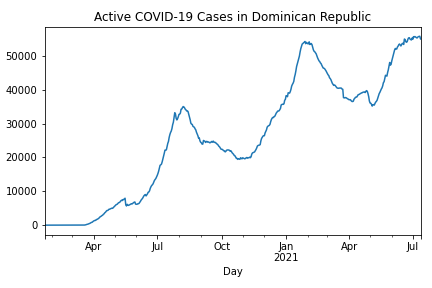 Active COVID-19 Cases in Dominican Republic
50000
40000
30000
20000
10000
0
Apr
Jul
Oct
Jan
2021
Apr
Jul
Day